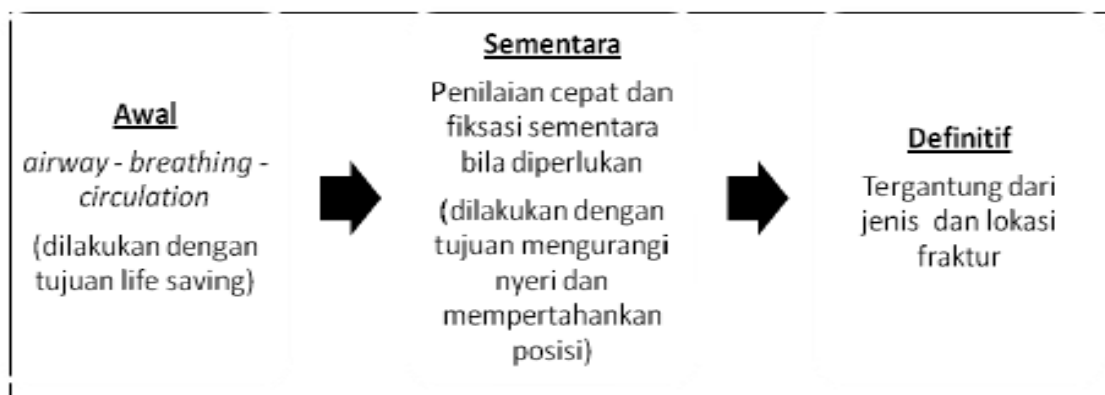 Awal
airway - breathing -
circulation
(dilakukan dengan
tujuan life saving)
Sementara
Penilaian cepat dan
fiksasi sementara
bila diperlukan
(dilakukan dengan
tujuan mengurangi
nyeri dan
mempertahankan
posisi)
Definitif
Tergantung dari
jenis dan lokasi
fraktur